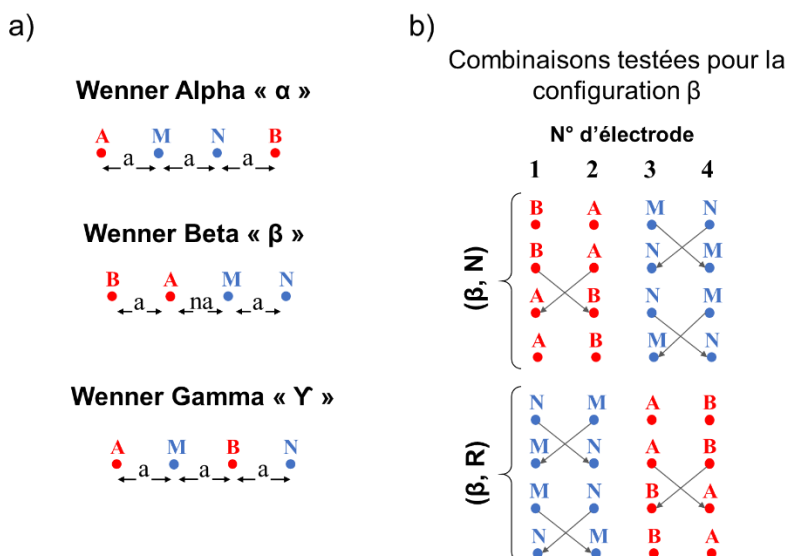 a)
Wenner Alpha « α »
A M N B
a a a
Wenner Beta « β »
B A M N
a na a
Wenner Gamma « ϒ »
A M B N
a a a
b)
Combinaisons testées pour la
configuration β
N° d’électrode
1 2 3 4
(β, N)
B A M N
B A N M
A B N M
A B M N
(β, R)
N M A B
M N A B
M N B A
N M B A